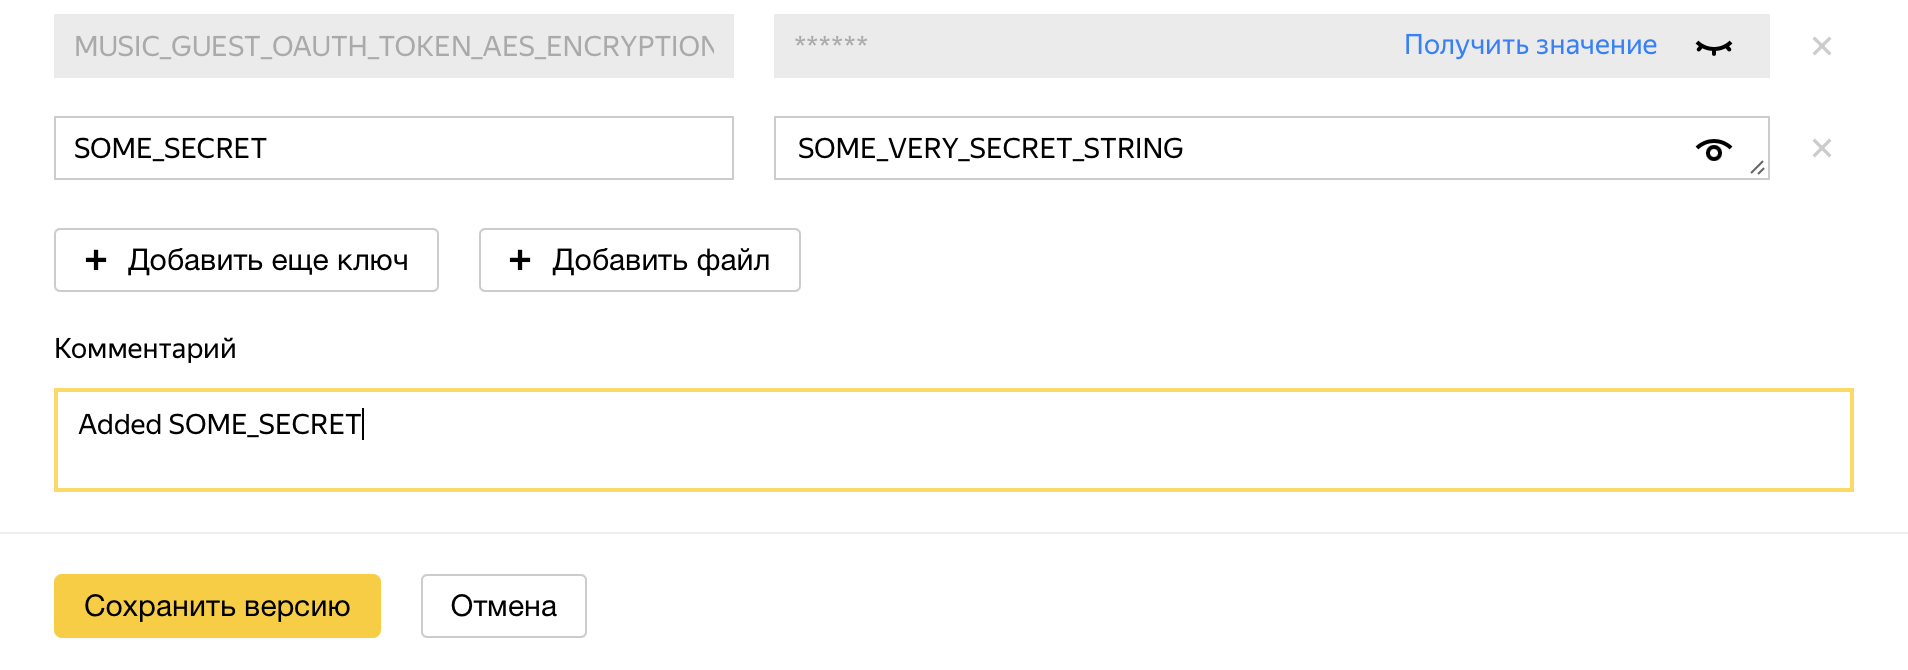 MUSIC_GUEST_OAUTH_TOKEN_AES_ENCRYPTION
****** Получить значение
SOME_SECRET
SOME_VERY_SECRET_STRING
+ Добавить еще ключ
+ Добавить файл
Комментарий
Added SOME_SECRET
Сохранить версию
Отмена